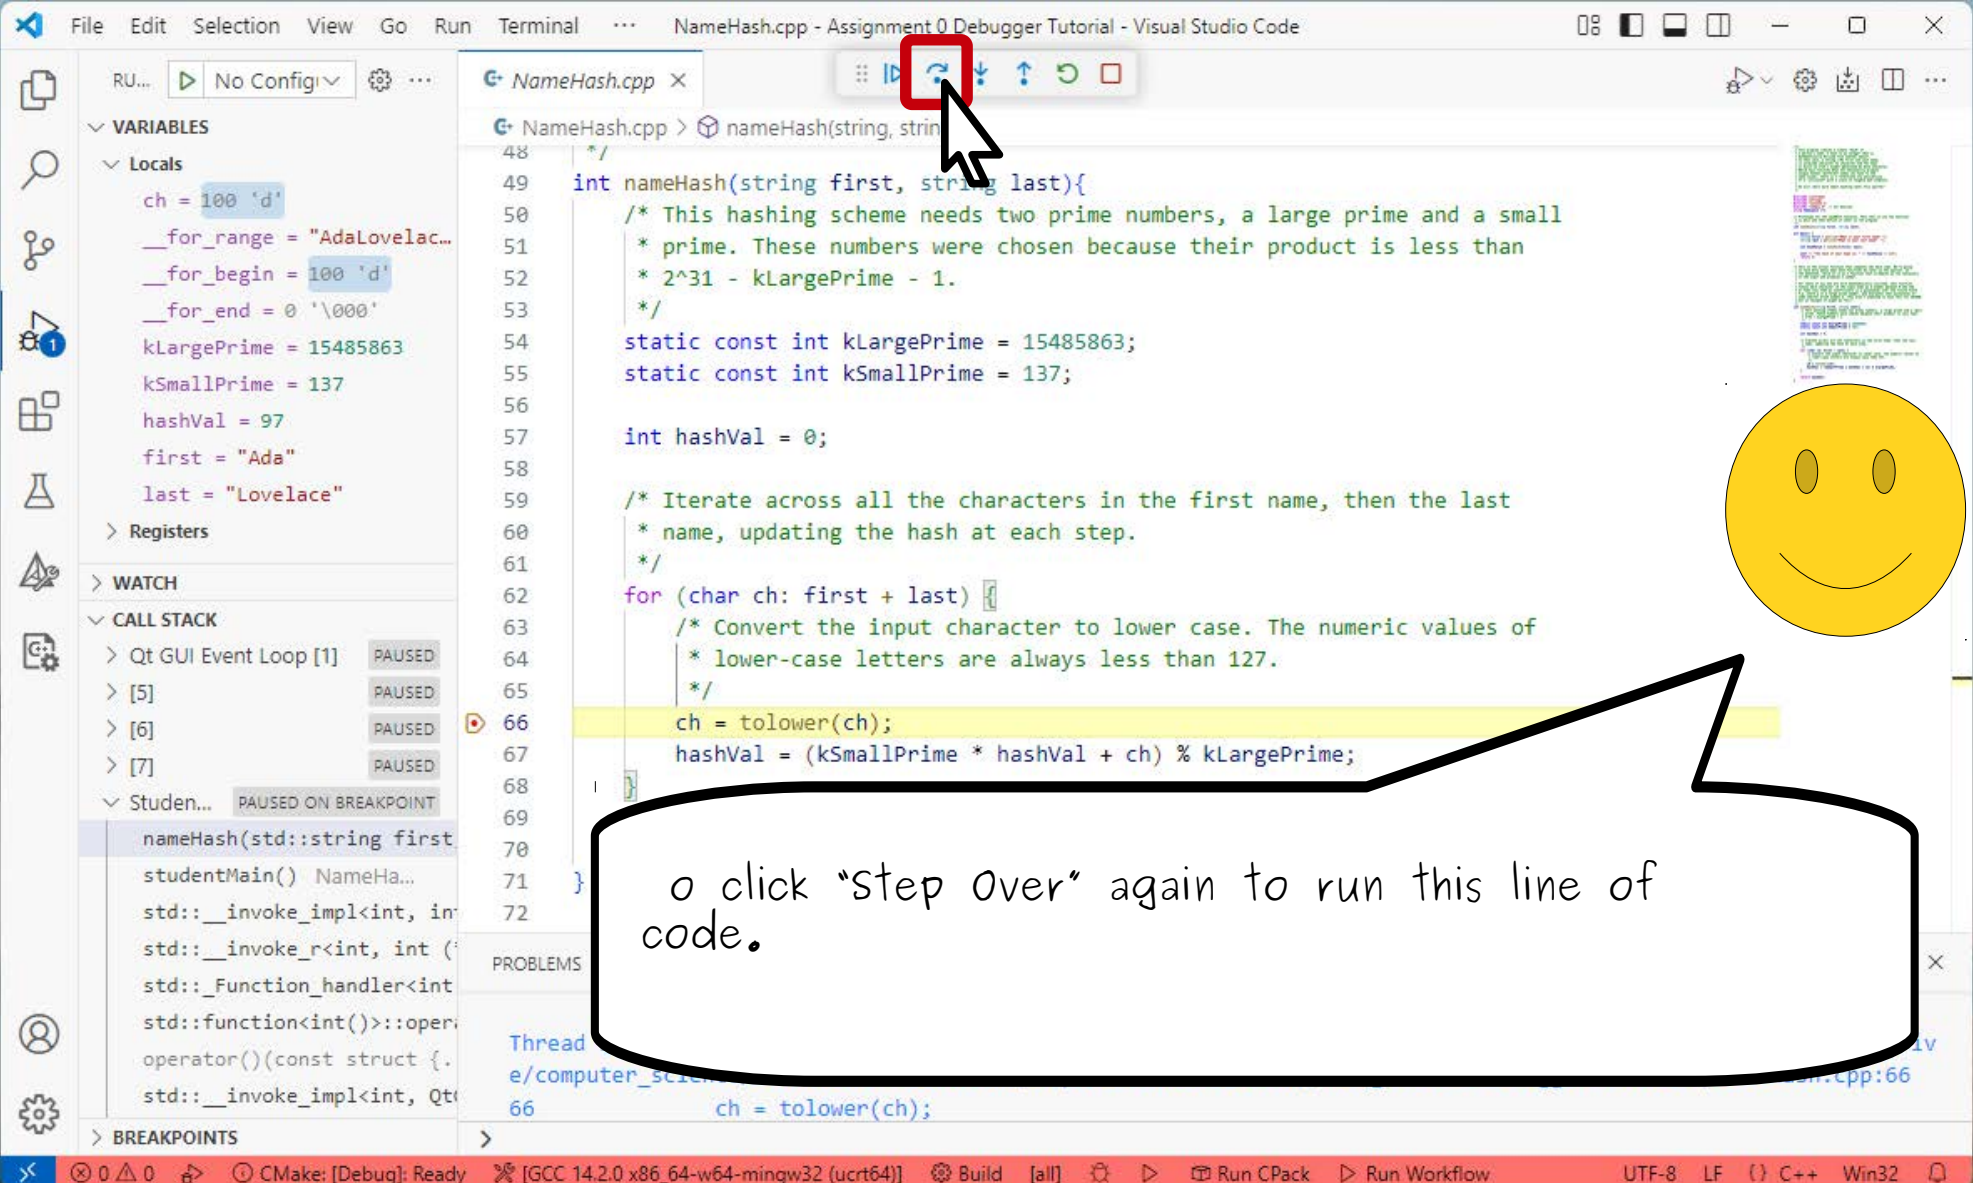 File Edit Selection View Go Run Terminal ··· NameHash.cpp - Assignment 0 Debugger Tutorial - Visual Studio Code
RU... No Config ···
NameHash.cpp ×
VARIABLES
Locals
ch = 100 'd'
__for_range = "AdaLovelac...
__for_begin = 100 'd'
__for_end = 0 '\000'
kLargePrime = 15485863
kSmallPrime = 137
hashVal = 97
first = "Ada"
last = "Lovelace"
Registers
WATCH
CALL STACK
Qt GUI Event Loop [1] PAUSED
[5] PAUSED
[6] PAUSED
[7] PAUSED
Studen... PAUSED ON BREAKPOINT
nameHash(std::string first
studentMain() NameHa...
std::__invoke_impl<int, in
std::__invoke_r<int, int (
std::_Function_handler<int
std::function<int()>::oper
operator()(const struct {.
std::__invoke_impl<int, Qt
BREAKPOINTS
NameHash.cpp > nameHash(string, strin
48 */
49 int nameHash(string first, string last){
50 /* This hashing scheme needs two prime numbers, a large prime and a small
51 * prime. These numbers were chosen because their product is less than
52 * 2^31 - kLargePrime - 1.
53 */
54 static const int kLargePrime = 15485863;
55 static const int kSmallPrime = 137;
56
57 int hashVal = 0;
58
59 /* Iterate across all the characters in the first name, then the last
60 * name, updating the hash at each step.
61 */
62 for (char ch: first + last) {
63 /* Convert the input character to lower case. The numeric values of
64 * lower-case letters are always less than 127.
65 */
66 ch = tolower(ch);
67 hashVal = (kSmallPrime * hashVal + ch) % kLargePrime;
68 }
69
70
71 }
72
o click "Step Over" again to run this line of
code.
PROBLEMS
Thread
e/computer_scien
cpp:66
66 ch = tolower(ch);
>
0 0 CMake: [Debug]: Ready [GCC 14.2.0 x86_64-w64-mingw32 (ucrt64)] Build [all] Run CPack Run Workflow UTF-8 LF {} C++ Win32